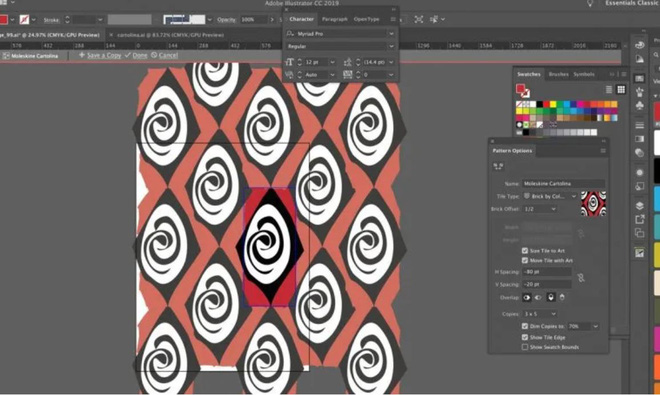 Adobe Illustrator CC 2019
Essentials Classic
Stroke:
Opacity: 100%
Character Paragraph OpenType
Myriad Pro
Regular
12 pt (14.4 pt)
Auto 0
@ 24.97% (CMYK/GPU Preview) × cartolina.ai @ 83.72% (CMYK/GPU Preview)
Moleskine Cartolina + Save a Copy ✓ Done Cancel
Swatches Brushes Symbols
Pattern Options
Name: Moleskine Cartolina
Tile Type: Brick by Col...
Brick Offset: 1/2
Size Tile to Art
Move Tile with Art
H Spacing: -80 pt
V Spacing: -20 pt
Overlap:
Copies: 3 x 5
Dim Copies to: 70%
Show Tile Edge
Show Swatch Bounds